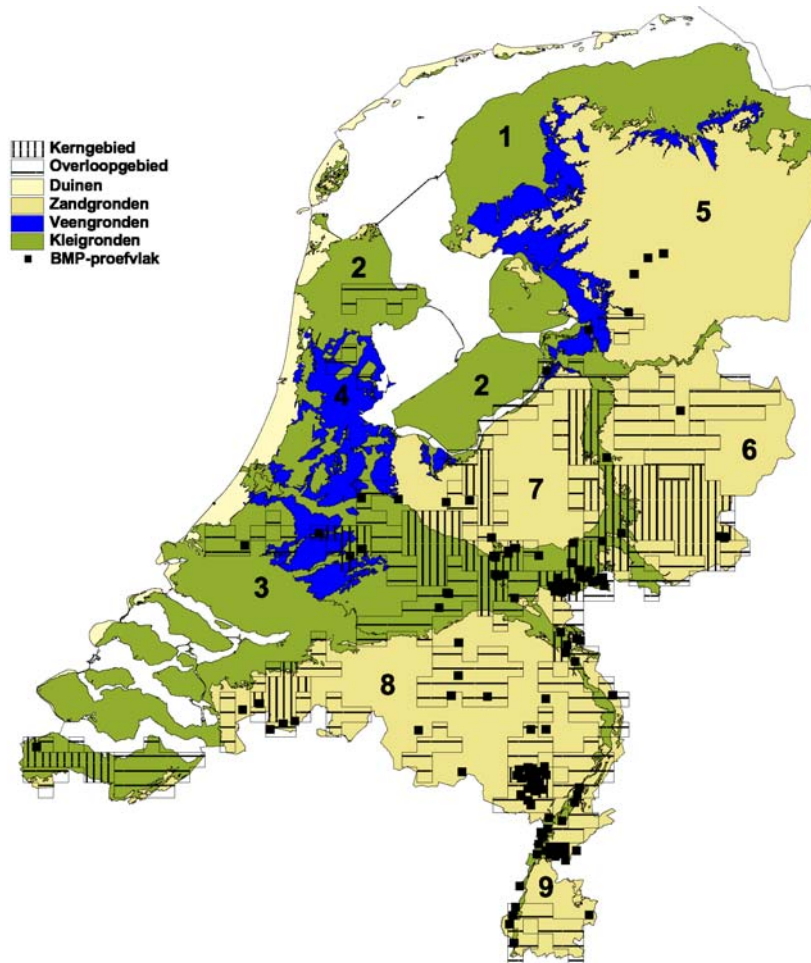 Kerngebied
Overloopgebied
Duinen
Zandgronden
Veengronden
Kleigronden
BMP-proefvlak
1
2
5
4
2
6
7
3
8
9